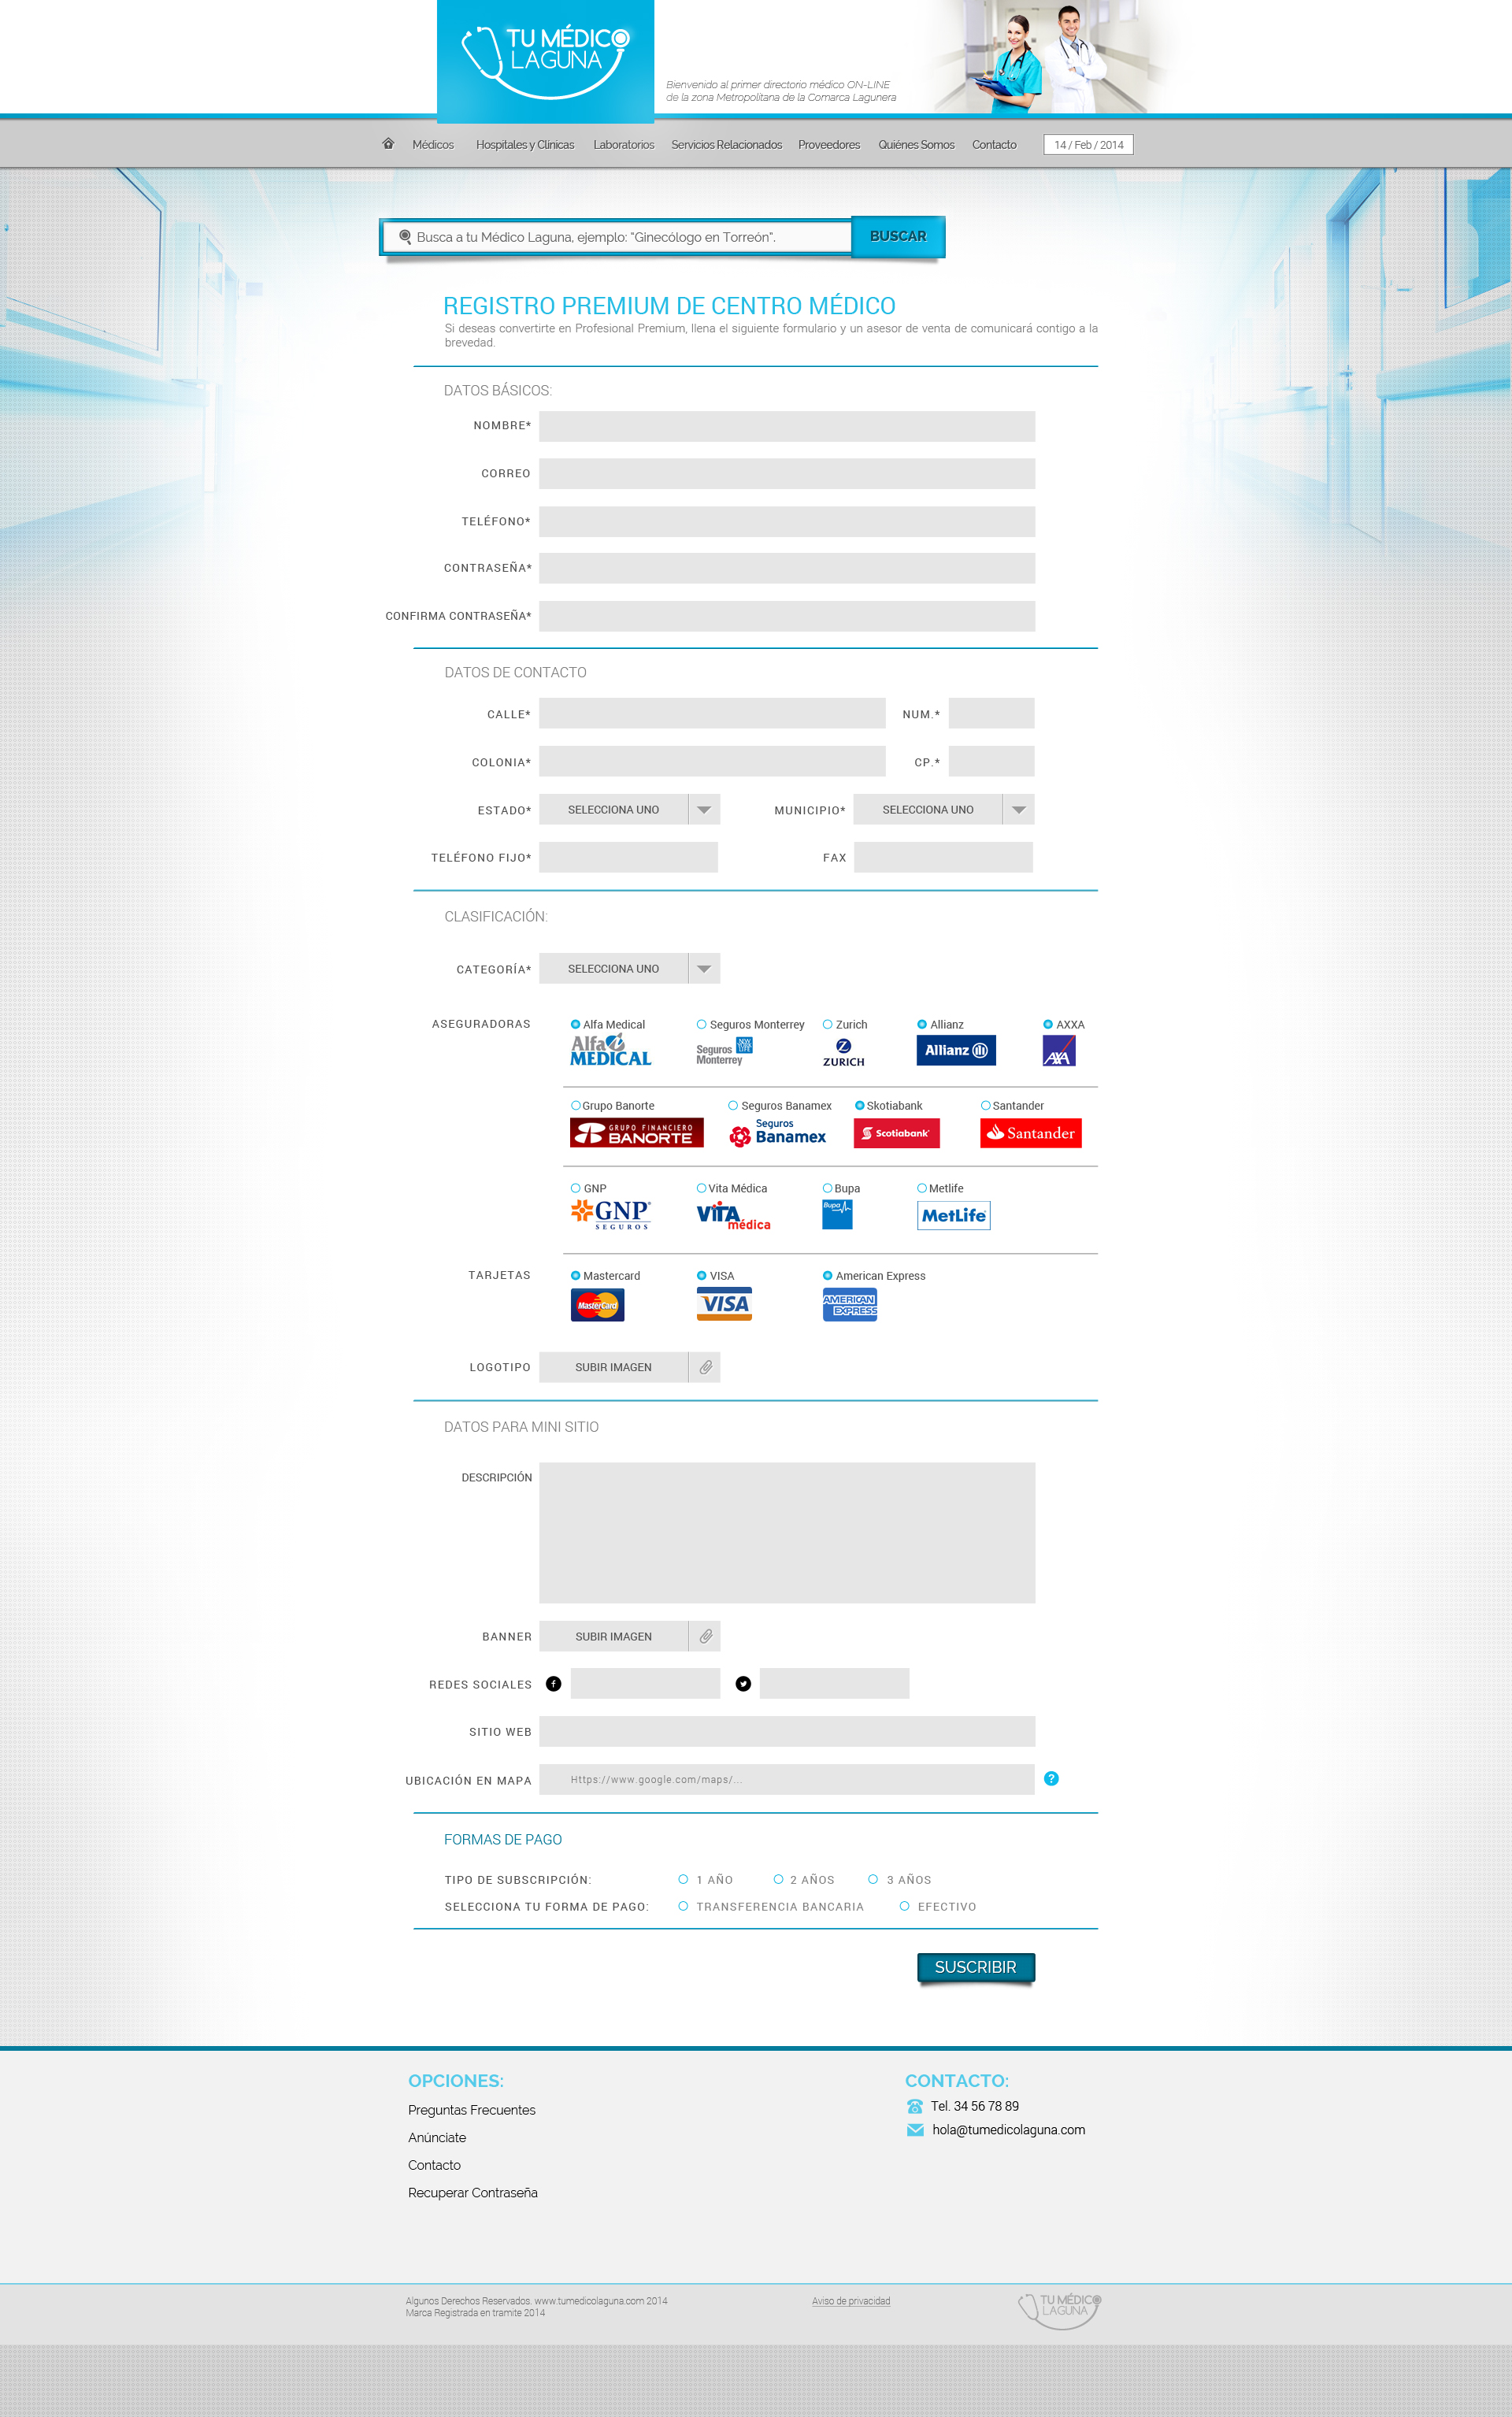 TU MÉDICO
LAGUNA
Bienvenido al primer directorio médico ON-LINE
de la zona Metropolitana de la Comarca Lagunera
Médicos Hospitales y Clínicas Laboratorios Servicios Relacionados Proveedores Quiénes Somos Contacto 14 / Feb / 2014
Busca a tu Médico Laguna, ejemplo: "Ginecólogo en Torreón". BUSCAR
REGISTRO PREMIUM DE CENTRO MÉDICO
Si deseas convertirte en Profesional Premium, llena el siguiente formulario y un asesor de venta de comunicará contigo a la
brevedad.
DATOS BÁSICOS:
NOMBRE*
CORREO
TELÉFONO*
CONTRASEÑA*
CONFIRMA CONTRASEÑA*
DATOS DE CONTACTO
CALLE* NUM.*
COLONIA* CP.*
ESTADO* SELECCIONA UNO MUNICIPIO* SELECCIONA UNO
TELÉFONO FIJO* FAX
CLASIFICACIÓN:
CATEGORÍA* SELECCIONA UNO
ASEGURADORAS Alfa Medical Seguros Monterrey Zurich Allianz AXXA
Alfa MEDICAL Seguros Monterrey NEW YORK LIFE ZURICH Allianz AXA
Grupo Banorte Seguros Banamex Skotiabank Santander
GRUPO FINANCIERO BANORTE Seguros Banamex Scotiabank Santander
GNP Vita Médica Bupa Metlife
GNP SEGUROS VITA médica Bupa MetLife
TARJETAS Mastercard VISA American Express
MasterCard VISA AMERICAN EXPRESS
LOGOTIPO SUBIR IMAGEN
DATOS PARA MINI SITIO
DESCRIPCIÓN
BANNER SUBIR IMAGEN
REDES SOCIALES
SITIO WEB
UBICACIÓN EN MAPA Https://www.google.com/maps/... ?
FORMAS DE PAGO
TIPO DE SUBSCRIPCIÓN: 1 AÑO 2 AÑOS 3 AÑOS
SELECCIONA TU FORMA DE PAGO: TRANSFERENCIA BANCARIA EFECTIVO
SUSCRIBIR
OPCIONES: CONTACTO:
Preguntas Frecuentes Tel. 34 56 78 89
Anúnciate hola@tumedicolaguna.com
Contacto
Recuperar Contraseña
Algunos Derechos Reservados. www.tumedicolaguna.com 2014 Aviso de privacidad TU MÉDICO
Marca Registrada en tramite 2014 LAGUNA